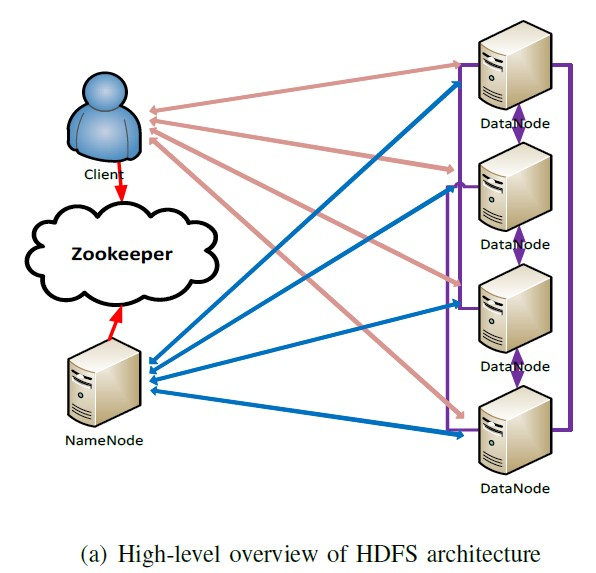 Client
Zookeeper
NameNode
DataNode
DataNode
DataNode
DataNode
(a) High-level overview of HDFS architecture